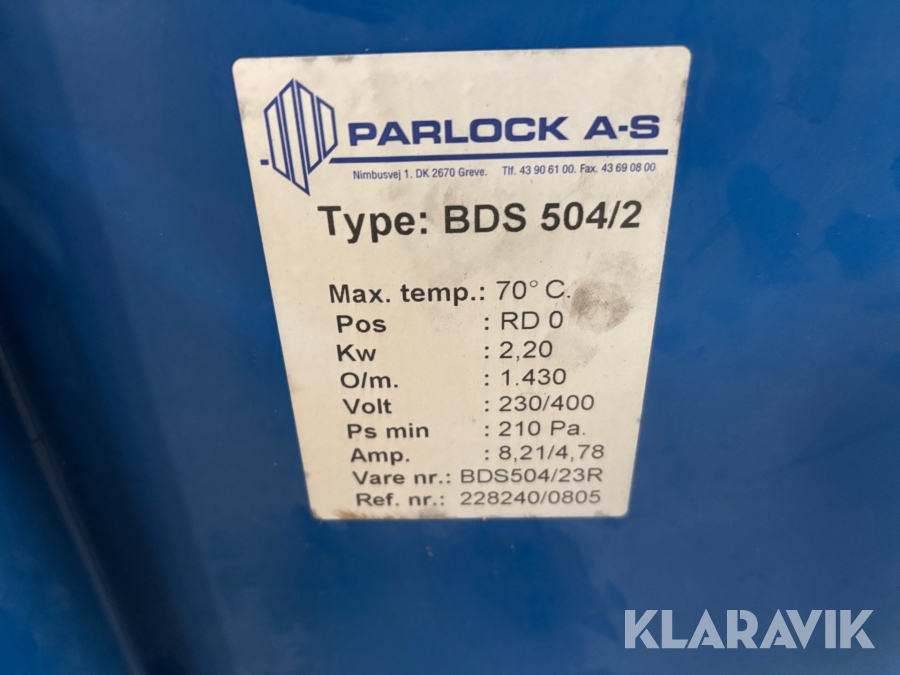 PARLOCK A-S
Nimbusvej 1. DK 2670 Greve. Tlf. 43 90 61 00. Fax. 43 69 08 00
Type: BDS 504/2
Max. temp.: 70° C.
Pos : RD 0
Kw : 2,20
O/m. : 1.430
Volt : 230/400
Ps min : 210 Pa.
Amp. : 8,21/4,78
Vare nr.: BDS504/23R
Ref. nr.: 228240/0805
KLARAVIK